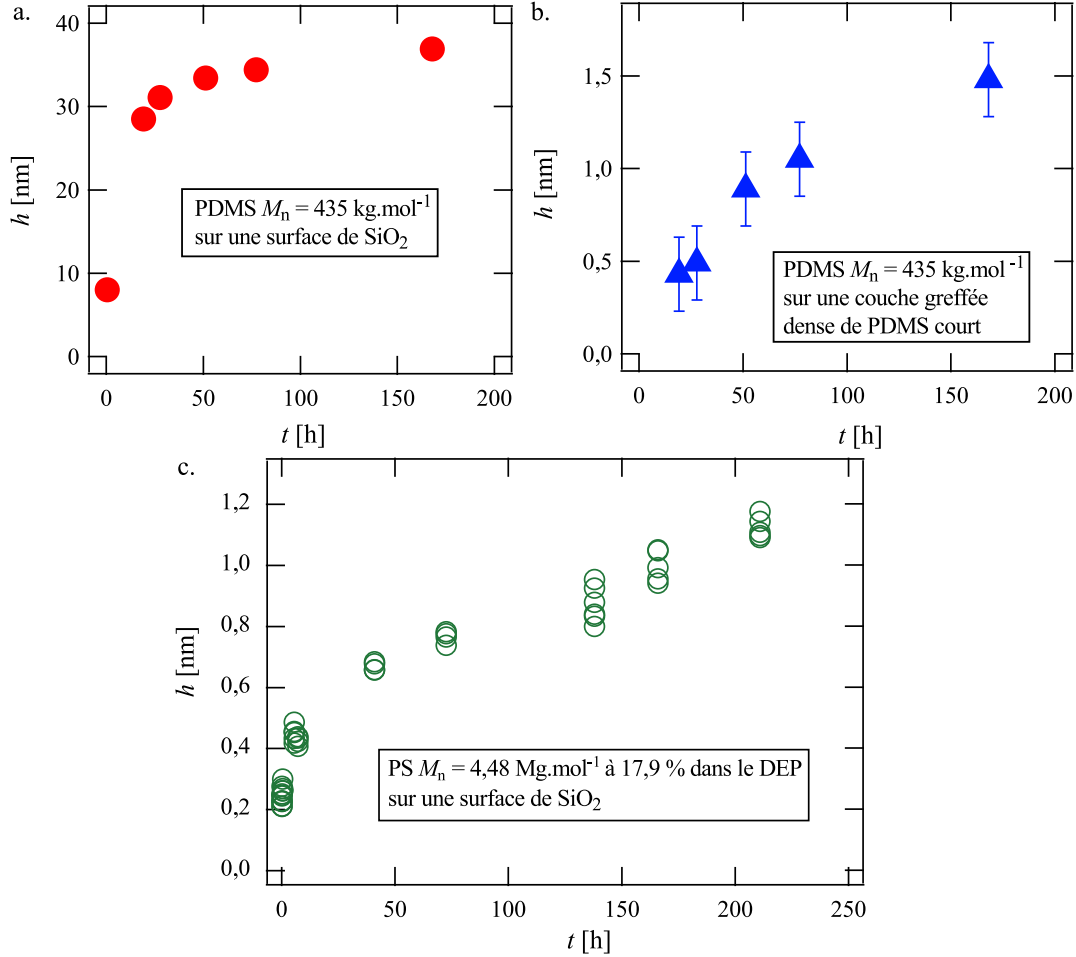 a.
40
30
20
10
0
h [nm]
PDMS Mn = 435 kg.mol-1
sur une surface de SiO2
0 50 100 150 200
t [h]
b.
1,5
1,0
0,5
0,0
h [nm]
PDMS Mn = 435 kg.mol-1
sur une couche greffée
dense de PDMS court
0 50 100 150 200
t [h]
c.
1,2
1,0
0,8
0,6
0,4
0,2
0,0
h [nm]
PS Mn = 4,48 Mg.mol-1 à 17,9 % dans le DEP
sur une surface de SiO2
0 50 100 150 200 250
t [h]